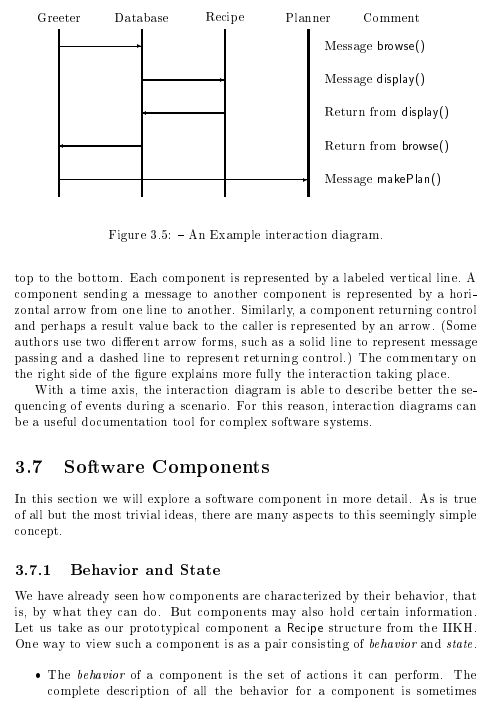 Greeter Database Recipe Planner Comment
Message browse()
Message display()
Return from display()
Return from browse()
Message makePlan()
Figure 3.5: – An Example interaction diagram.
top to the bottom. Each component is represented by a labeled vertical line. A
component sending a message to another component is represented by a hori-
zontal arrow from one line to another. Similarly, a component returning control
and perhaps a result value back to the caller is represented by an arrow. (Some
authors use two different arrow forms, such as a solid line to represent message
passing and a dashed line to represent returning control.) The commentary on
the right side of the figure explains more fully the interaction taking place.
With a time axis, the interaction diagram is able to describe better the se-
quencing of events during a scenario. For this reason, interaction diagrams can
be a useful documentation tool for complex software systems.
3.7 Software Components
In this section we will explore a software component in more detail. As is true
of all but the most trivial ideas, there are many aspects to this seemingly simple
concept.
3.7.1 Behavior and State
We have already seen how components are characterized by their behavior, that
is, by what they can do. But components may also hold certain information.
Let us take as our prototypical component a Recipe structure from the IIKH.
One way to view such a component is as a pair consisting of behavior and state.
• The behavior of a component is the set of actions it can perform. The
complete description of all the behavior for a component is sometimes